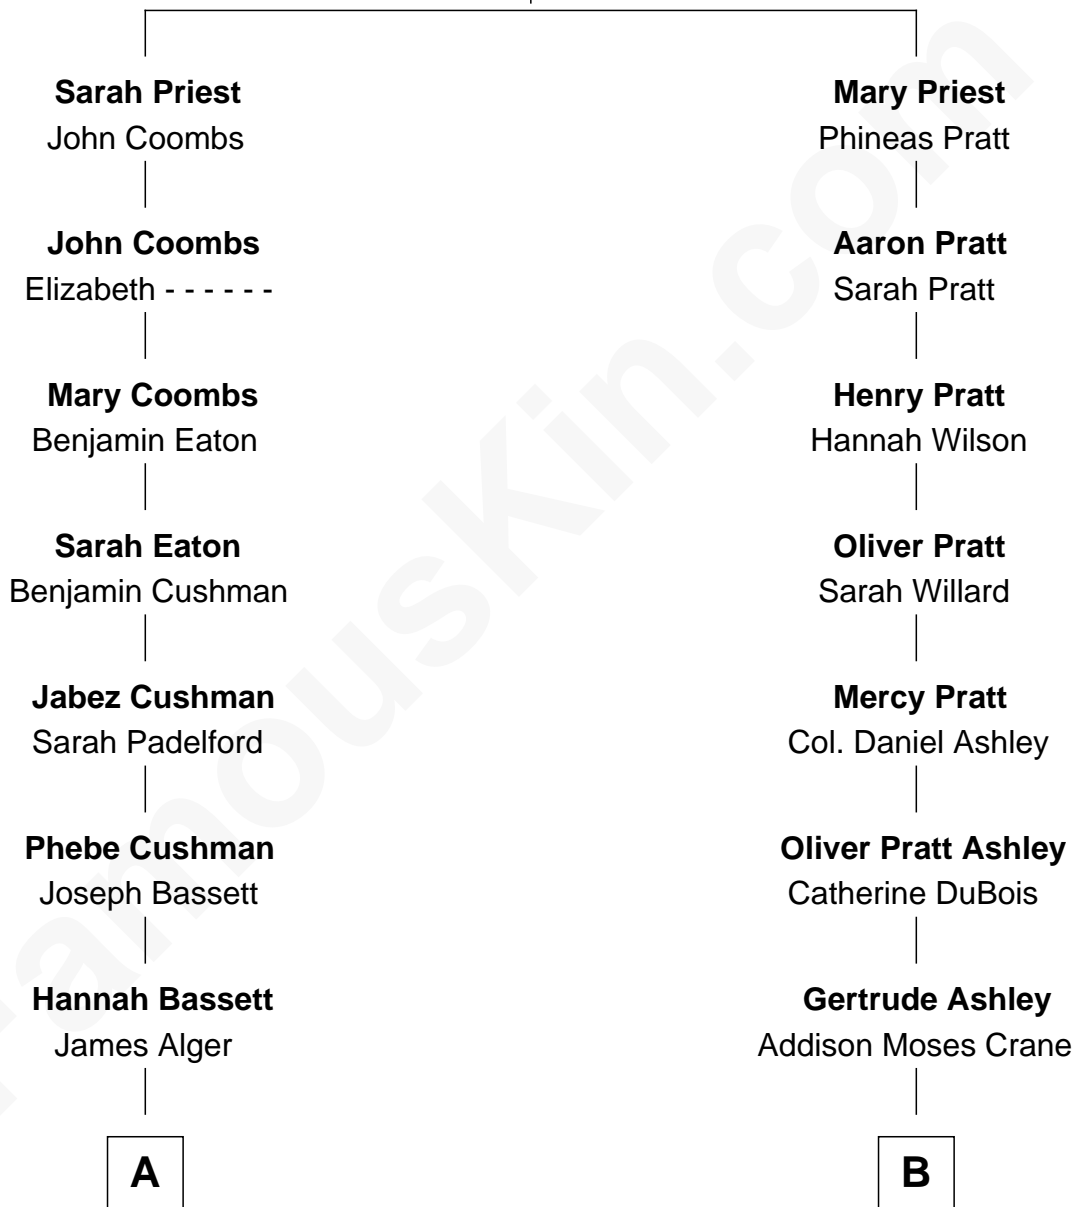 Sarah Priest
John Coombs
Mary Priest
Phineas Pratt
John Coombs
Elizabeth - - - - - -
Aaron Pratt
Sarah Pratt
Mary Coombs
Benjamin Eaton
Henry Pratt
Hannah Wilson
Sarah Eaton
Benjamin Cushman
Oliver Pratt
Sarah Willard
Jabez Cushman
Sarah Padelford
Mercy Pratt
Col. Daniel Ashley
Phebe Cushman
Joseph Bassett
Oliver Pratt Ashley
Catherine DuBois
Hannah Bassett
James Alger
Gertrude Ashley
Addison Moses Crane
A
B
FamousKin.com